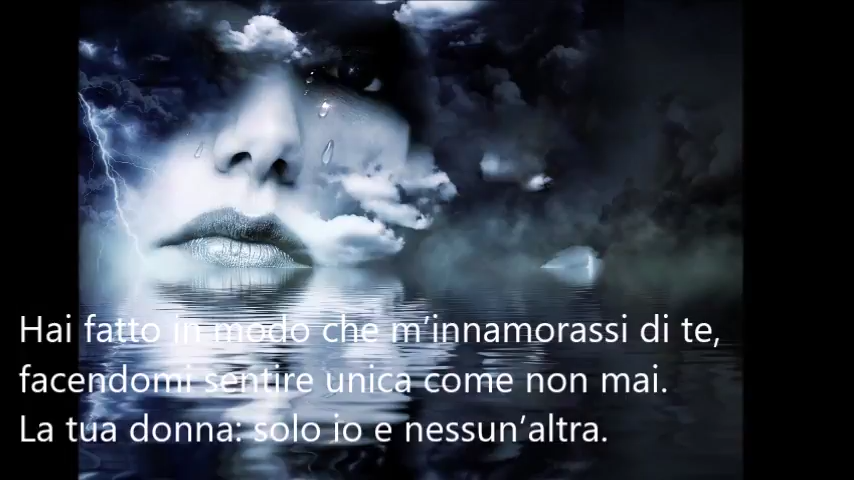 Hai fatto in modo che m'innamorassi di te,
facendomi sentire unica come non mai.
La tua donna: solo io e nessun'altra.